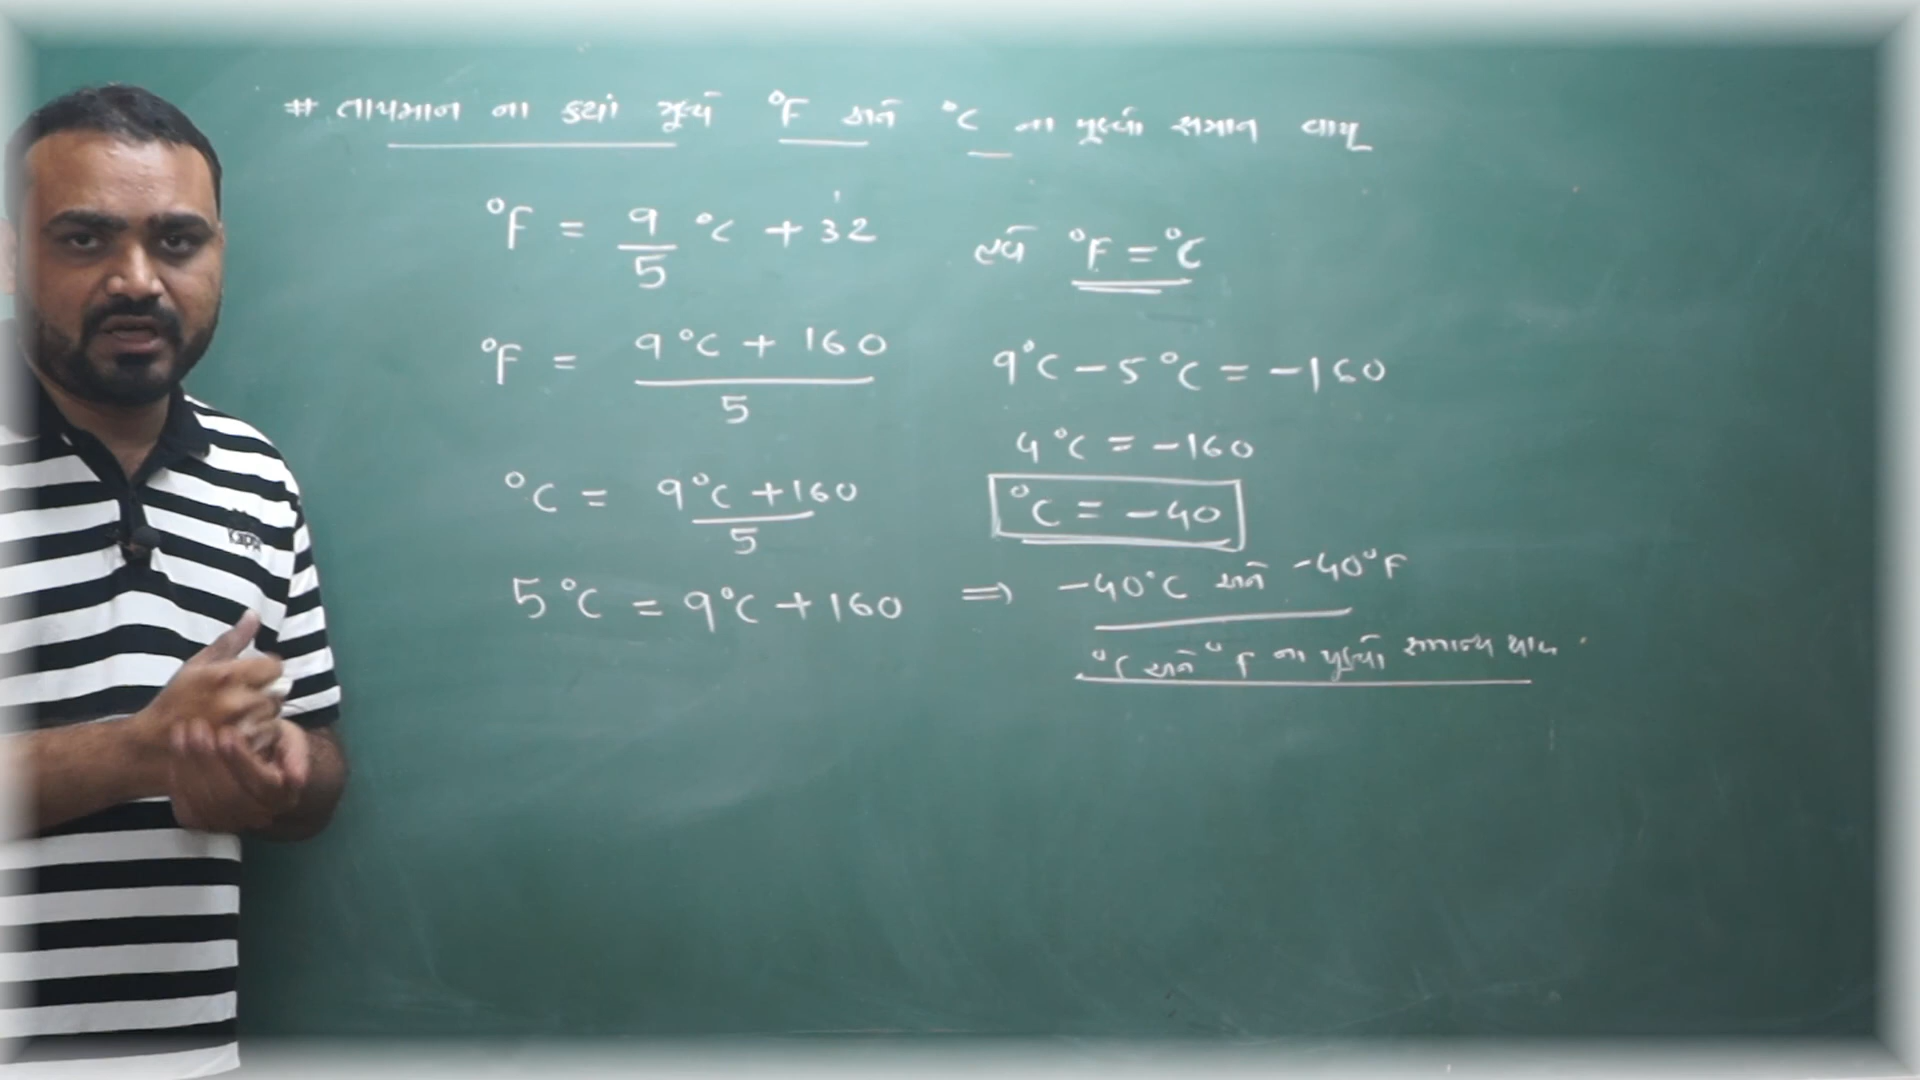 # તાપમાન ના કયાં મૂલ્યે °F અને °C ના મૂલ્યો સમાન થાય
°F = 9/5 °C + 32
હવે °F = °C
°F = 9°C + 160 / 5
°C = 9°C + 160 / 5
5°C = 9°C + 160
9°C - 5°C = -160
4°C = -160
°C = -40
⇒ -40°C અને -40°F
°C અને °F ના મૂલ્યો થાય.